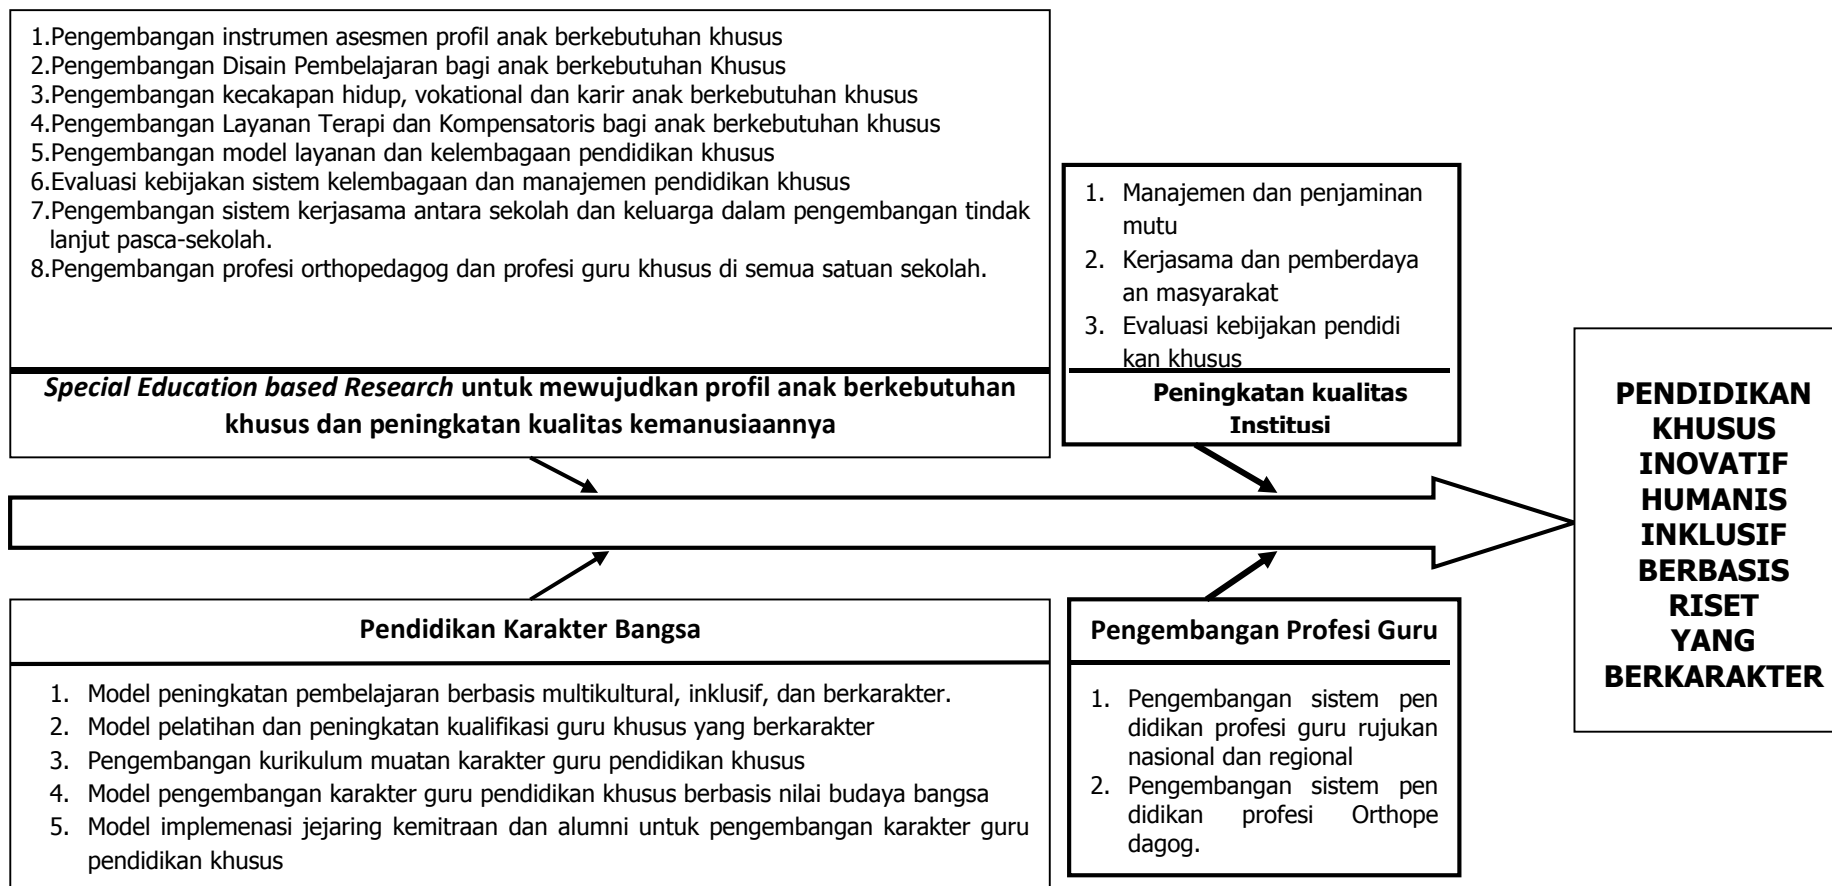 1.Pengembangan instrumen asesmen profil anak berkebutuhan khusus
2.Pengembangan Disain Pembelajaran bagi anak berkebutuhan Khusus
3.Pengembangan kecakapan hidup, vokational dan karir anak berkebutuhan khusus
4.Pengembangan Layanan Terapi dan Kompensatoris bagi anak berkebutuhan khusus
5.Pengembangan model layanan dan kelembagaan pendidikan khusus
6.Evaluasi kebijakan sistem kelembagaan dan manajemen pendidikan khusus
7.Pengembangan sistem kerjasama antara sekolah dan keluarga dalam pengembangan tindak
lanjut pasca-sekolah.
8.Pengembangan profesi orthopedagog dan profesi guru khusus di semua satuan sekolah.
Special Education based Research untuk mewujudkan profil anak berkebutuhan
khusus dan peningkatan kualitas kemanusiaannya
1. Manajemen dan penjaminan
mutu
2. Kerjasama dan pemberdaya
an masyarakat
3. Evaluasi kebijakan pendidi
kan khusus
Peningkatan kualitas
Institusi
PENDIDIKAN
KHUSUS
INOVATIF
HUMANIS
INKLUSIF
BERBASIS
RISET
YANG
BERKARAKTER
Pendidikan Karakter Bangsa
1. Model peningkatan pembelajaran berbasis multikultural, inklusif, dan berkarakter.
2. Model pelatihan dan peningkatan kualifikasi guru khusus yang berkarakter
3. Pengembangan kurikulum muatan karakter guru pendidikan khusus
4. Model pengembangan karakter guru pendidikan khusus berbasis nilai budaya bangsa
5. Model implemenasi jejaring kemitraan dan alumni untuk pengembangan karakter guru
pendidikan khusus
Pengembangan Profesi Guru
1. Pengembangan sistem pen
didikan profesi guru rujukan
nasional dan regional
2. Pengembangan sistem pen
didikan profesi Orthope
dagog.